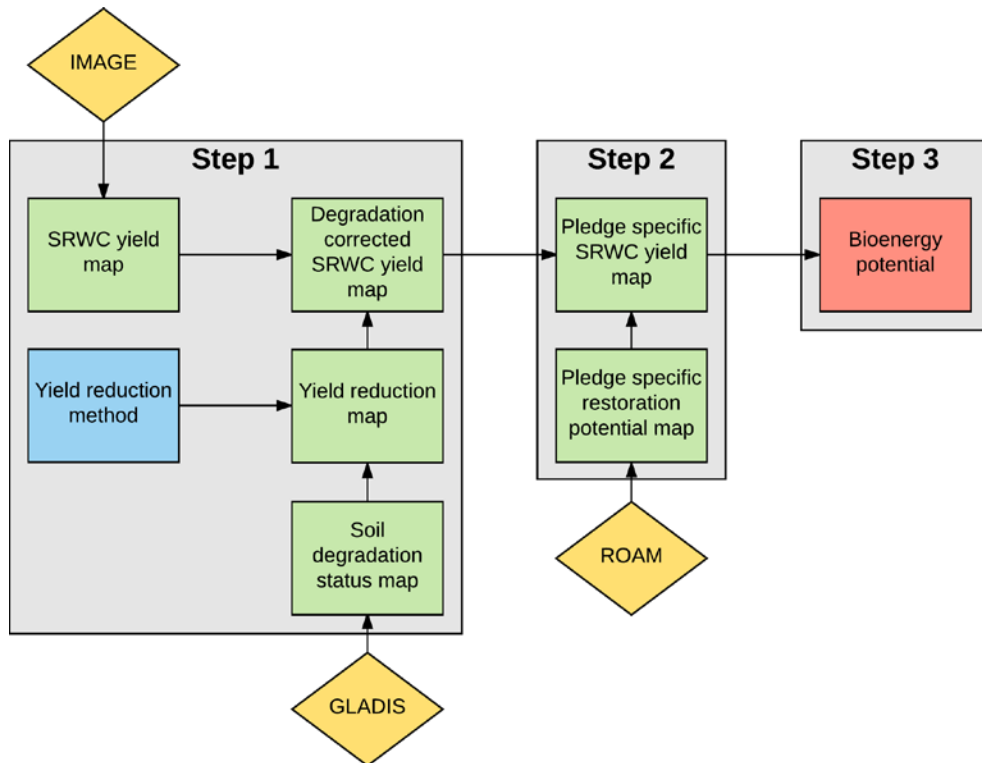 IMAGE
Step 1
SRWC yield
map
Degradation
corrected
SRWC yield
map
Yield reduction
method
Yield reduction
map
Soil
degradation
status map
GLADIS
Step 2
Pledge specific
SRWC yield
map
Pledge specific
restoration
potential map
ROAM
Step 3
Bioenergy
potential